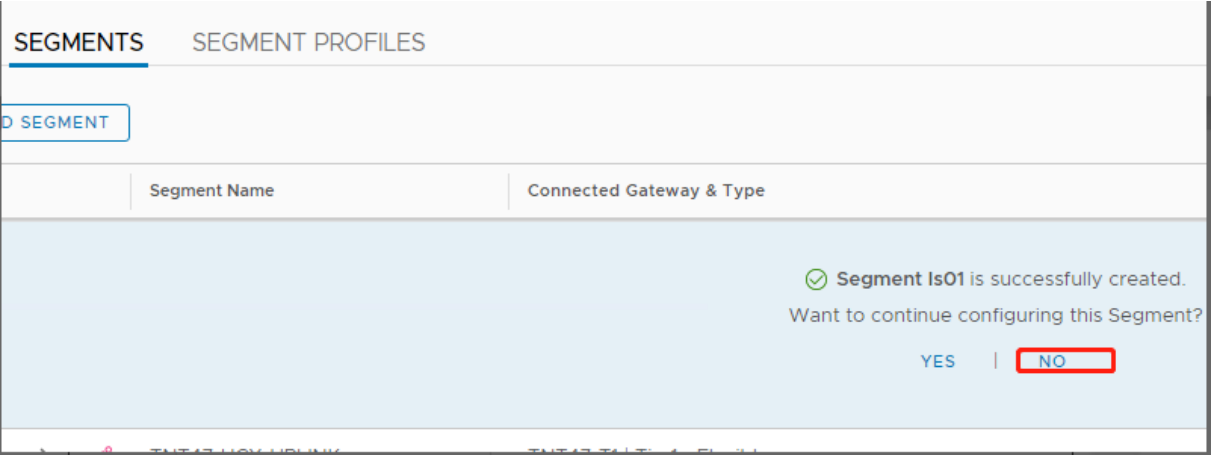 SEGMENTS SEGMENT PROFILES
D SEGMENT
Segment Name Connected Gateway & Type
Segment ls01 is successfully created.
Want to continue configuring this Segment?
YES | NO